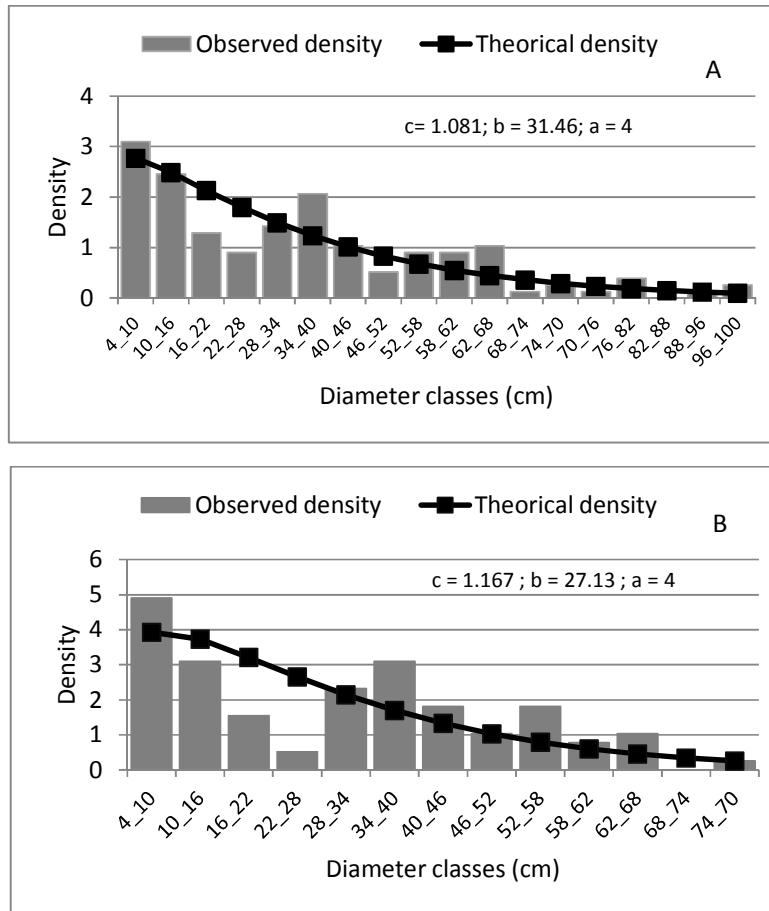 Observed density Theorical density
A
c= 1.081; b = 31.46; a = 4
4
3
2
1
0
Density
4_10 10_16 16_22 22_28 28_34 34_40 40_46 46_52 52_58 58_62 62_68 68_74 74_70 70_76 76_82 82_88 88_96 96_100
Diameter classes (cm)
Observed density Theorical density
B
c = 1.167 ; b = 27.13 ; a = 4
6
5
4
3
2
1
0
Density
4_10 10_16 16_22 22_28 28_34 34_40 40_46 46_52 52_58 58_62 62_68 68_74 74_70
Diameter classes (cm)